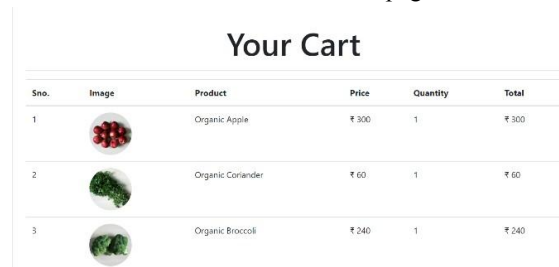 Your Cart
Sno. Image Product Price Quantity Total
1 Organic Apple ₹ 300 1 ₹ 300
2 Organic Coriander ₹ 60 1 ₹ 60
3 Organic Broccoli ₹ 240 1 ₹ 240